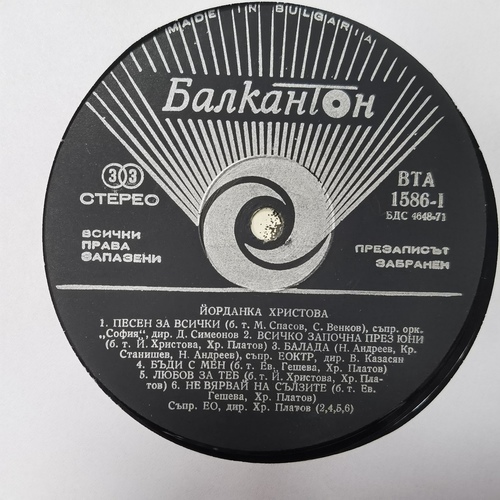 MADE IN BULGARIA
Балкантон
33
СТЕРЕО
ВТА
1586-I
БДС 4648-71
ВСИЧНИ
ПРАВА
ЗАПАЗЕНИ
ПРЕЗАПИСЪТ
ЗАБРАНЕН
ЙОРДАНКА ХРИСТОВА
1. ПЕСЕН ЗА ВСИЧКИ (б. т. М. Спасов, С. Венков), съпр. орк.
„София“, дир. Д. Симеонов 2. ВСИЧКО ЗАПОЧНА ПРЕЗ ЮНИ
(б. т. Й. Христова, Хр. Платов) 3. БАЛАДА (Н. Андреев, Кр.
Станишев, Н. Андреев), съпр. ЕОКТР, дир. В. Казасян
4. БЪДИ С МЕН (б. т. Ев. Гешева, Хр. Платов)
5. ЛЮБОВ ЗА ТЕБ (б. т. Й. Христова, Хр. Пла-
тов) 6. НЕ ВЯРВАЙ НА СЪЛЗИТЕ (б. т. Ев.
Гешева, Хр. Платов)
Съпр. ЕО, дир. Хр. Платов (2,4,5,6)